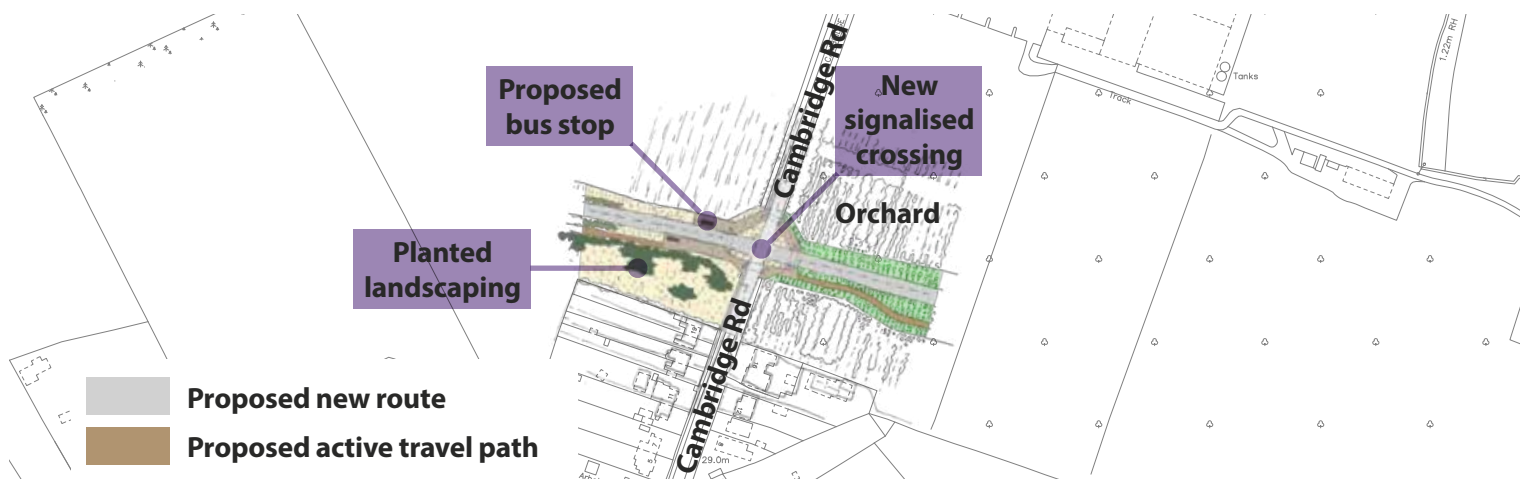 Cambridge Rd
Proposed
bus stop
New
signalised
crossing
Tanks
Track
1.22m RH
Orchard
Planted
landscaping
Cambridge Rd
29.0m
Proposed new route
Proposed active travel path